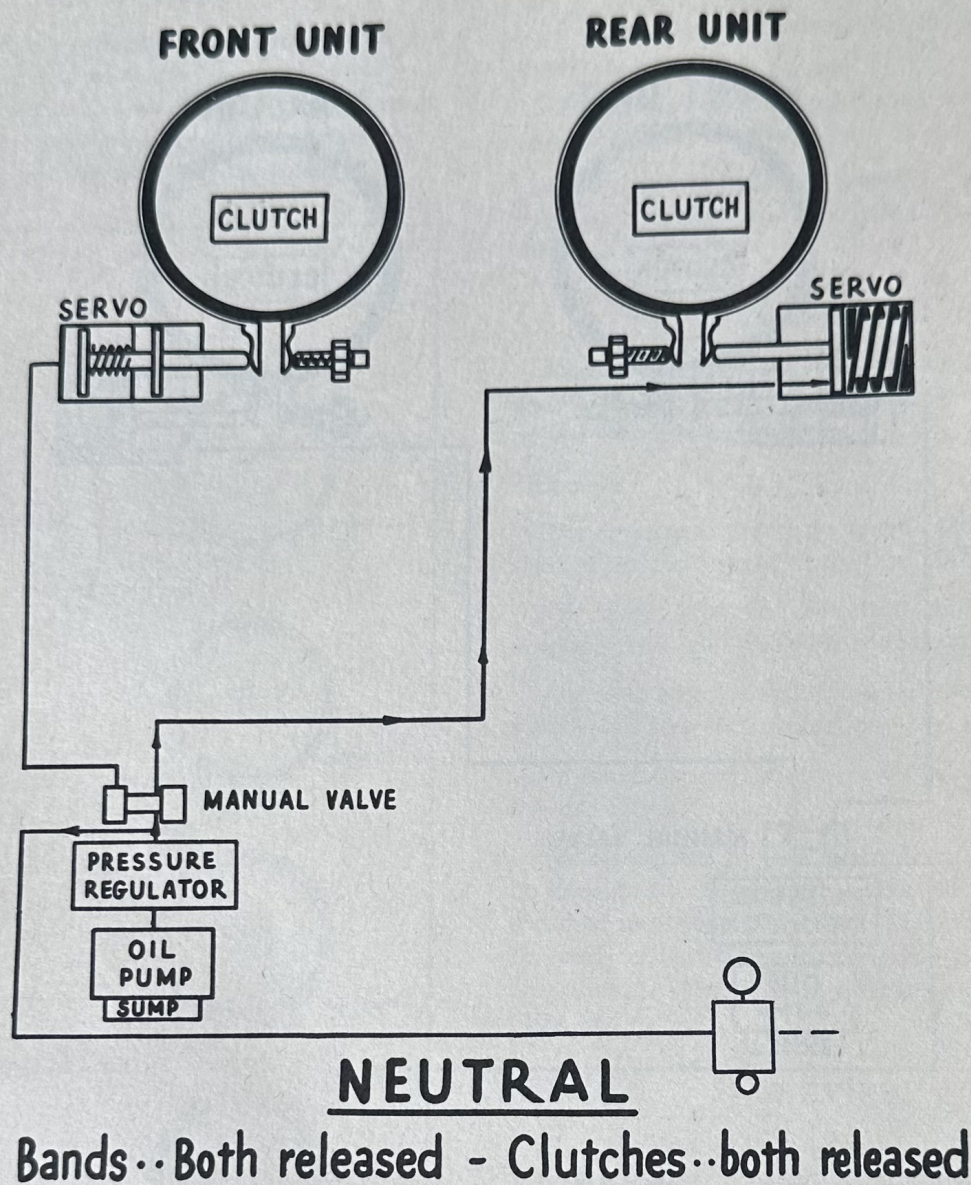 FRONT UNIT
REAR UNIT
CLUTCH
CLUTCH
SERVO
SERVO
MANUAL VALVE
PRESSURE
REGULATOR
OIL
PUMP
SUMP
NEUTRAL
Bands..Both released - Clutches..both released